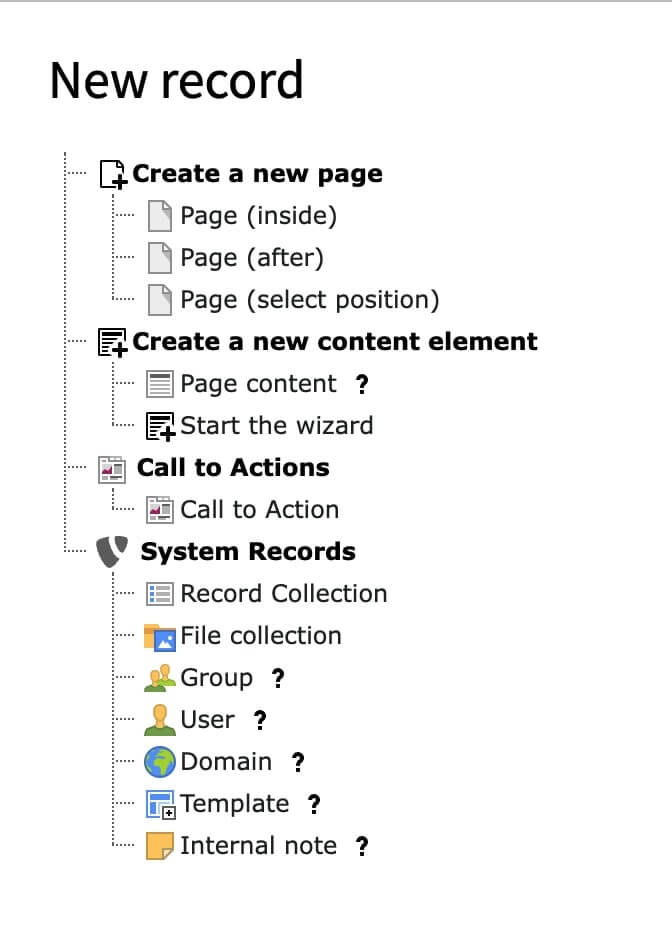 New record
Create a new page
Page (inside)
Page (after)
Page (select position)
Create a new content element
Page content ?
Start the wizard
Call to Actions
Call to Action
System Records
Record Collection
File collection
Group ?
User ?
Domain ?
Template ?
Internal note ?